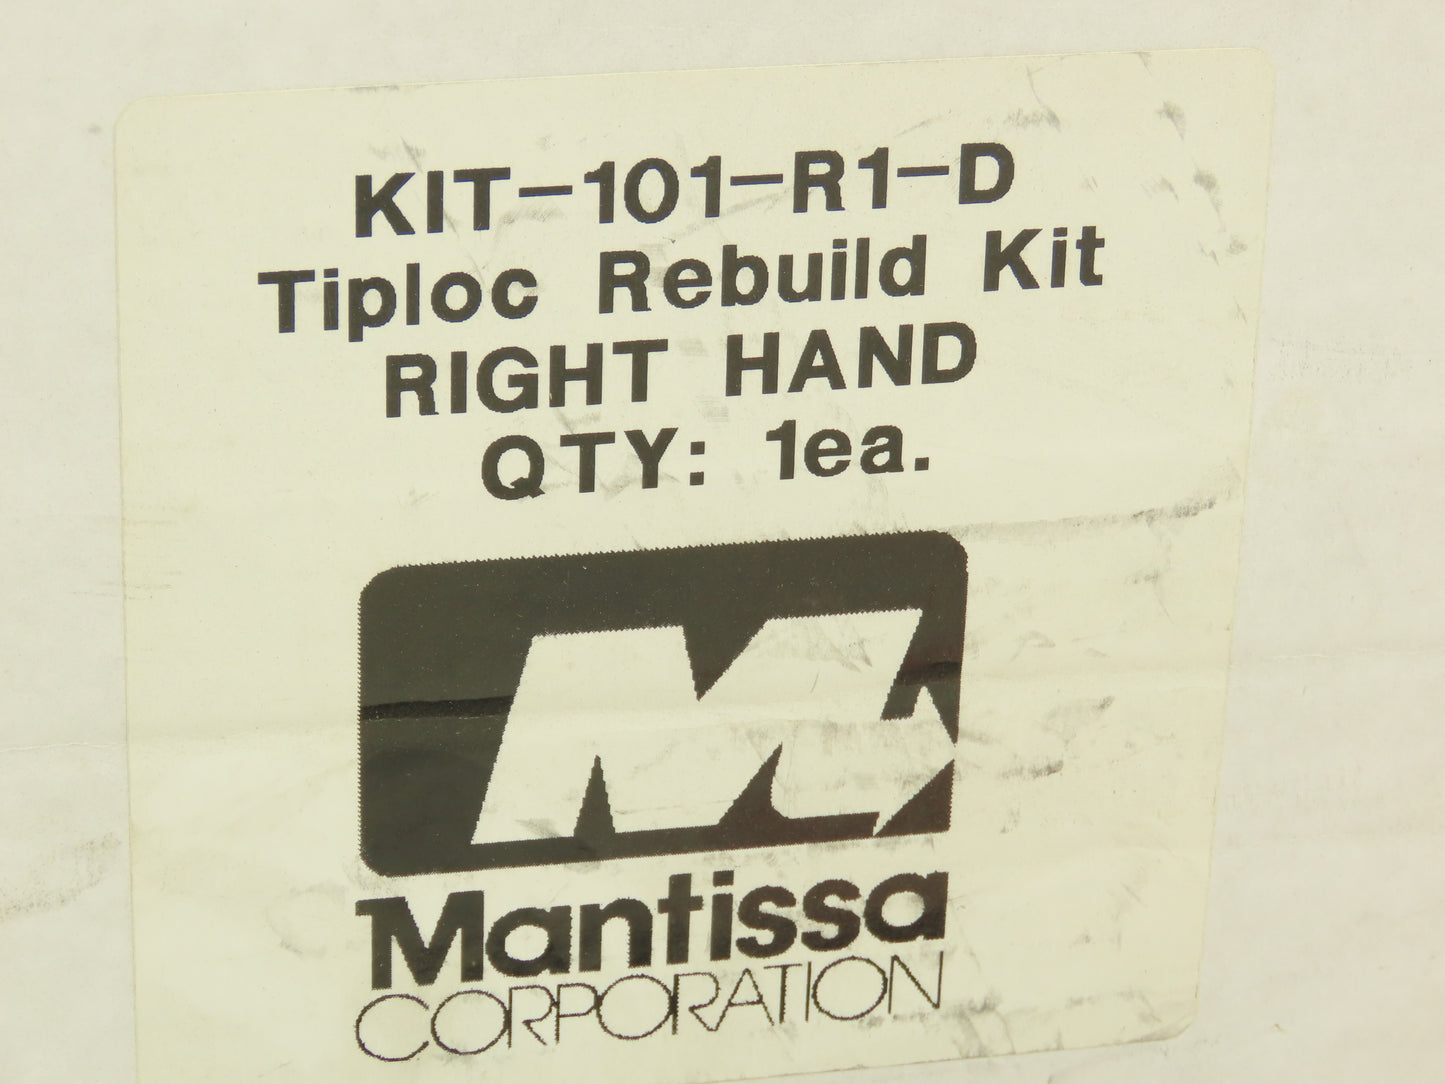 KIT-101-R1-D
Tiploc Rebuild Kit
RIGHT HAND
QTY: 1ea.
Mantissa
CORPORATION